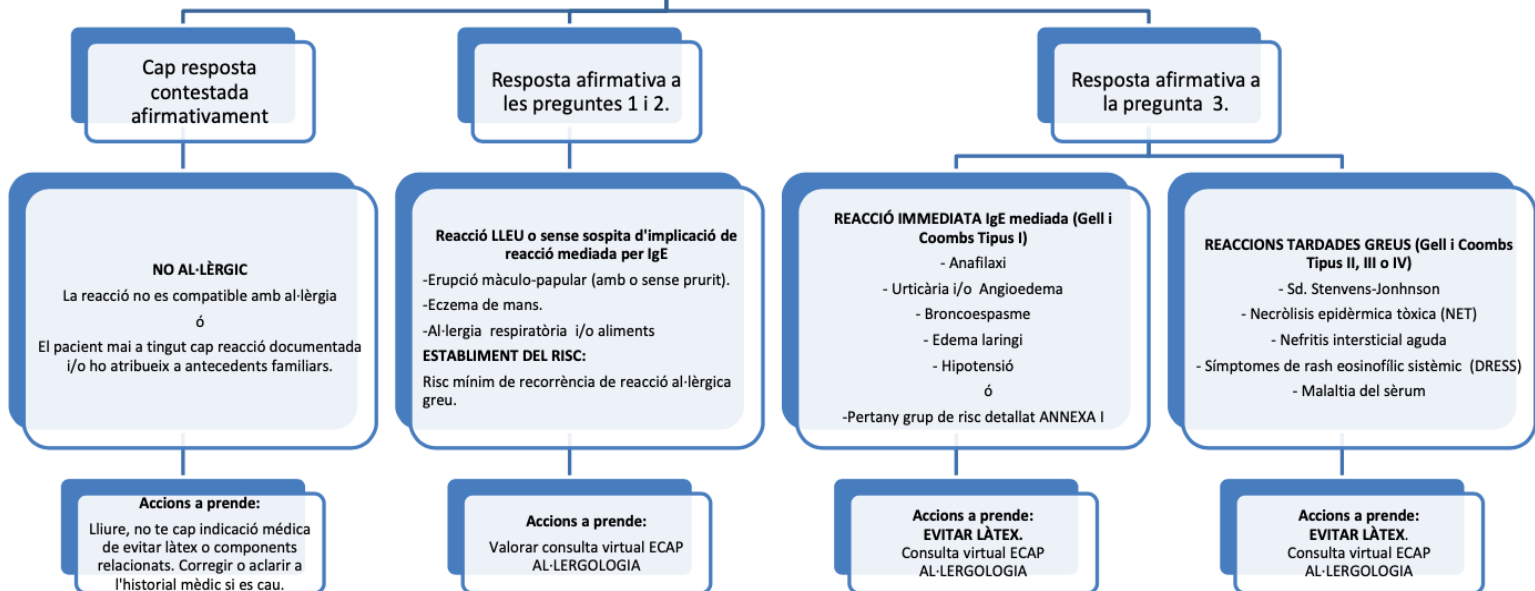 Cap resposta
contestada
afirmativament
Resposta afirmativa a
les preguntes 1 i 2.
Resposta afirmativa a
la pregunta 3.
NO AL·LÈRGIC
La reacció no es compatible amb al·lèrgia
ó
El pacient mai a tingut cap reacció documentada
i/o ho atribueix a antecedents familiars.
Reacció LLEU o sense sospita d'implicació de
reacció mediada per IgE
-Erupció màculo-papular (amb o sense prurit).
-Eczema de mans.
-Al·lergia respiratòria i/o aliments
ESTABLIMENT DEL RISC:
Risc mínim de recorrència de reacció al·lèrgica
greu.
REACCIÓ IMMEDIATA IgE mediada (Gell i
Coombs Tipus I)
- Anafilaxi
- Urticària i/o Angioedema
- Broncoespasme
- Edema laringi
- Hipotensió
ó
-Pertany grup de risc detallat ANNEXA I
REACCIONS TARDADES GREUS (Gell i Coombs
Tipus II, III o IV)
- Sd. Stenvens-Jonhnson
- Necròlisis epidèrmica tòxica (NET)
- Nefritis intersticial aguda
- Símptomes de rash eosinofílic sistèmic (DRESS)
- Malaltia del sèrum
Accions a prende:
Lliure, no te cap indicació médica
de evitar làtex o components
relacionats. Corregir o aclarir a
l'historial mèdic si es cau.
Accions a prende:
Valorar consulta virtual ECAP
AL·LERGOLOGIA
Accions a prende:
EVITAR LÀTEX.
Consulta virtual ECAP
AL·LERGOLOGIA
Accions a prende:
EVITAR LÀTEX.
Consulta virtual ECAP
AL·LERGOLOGIA